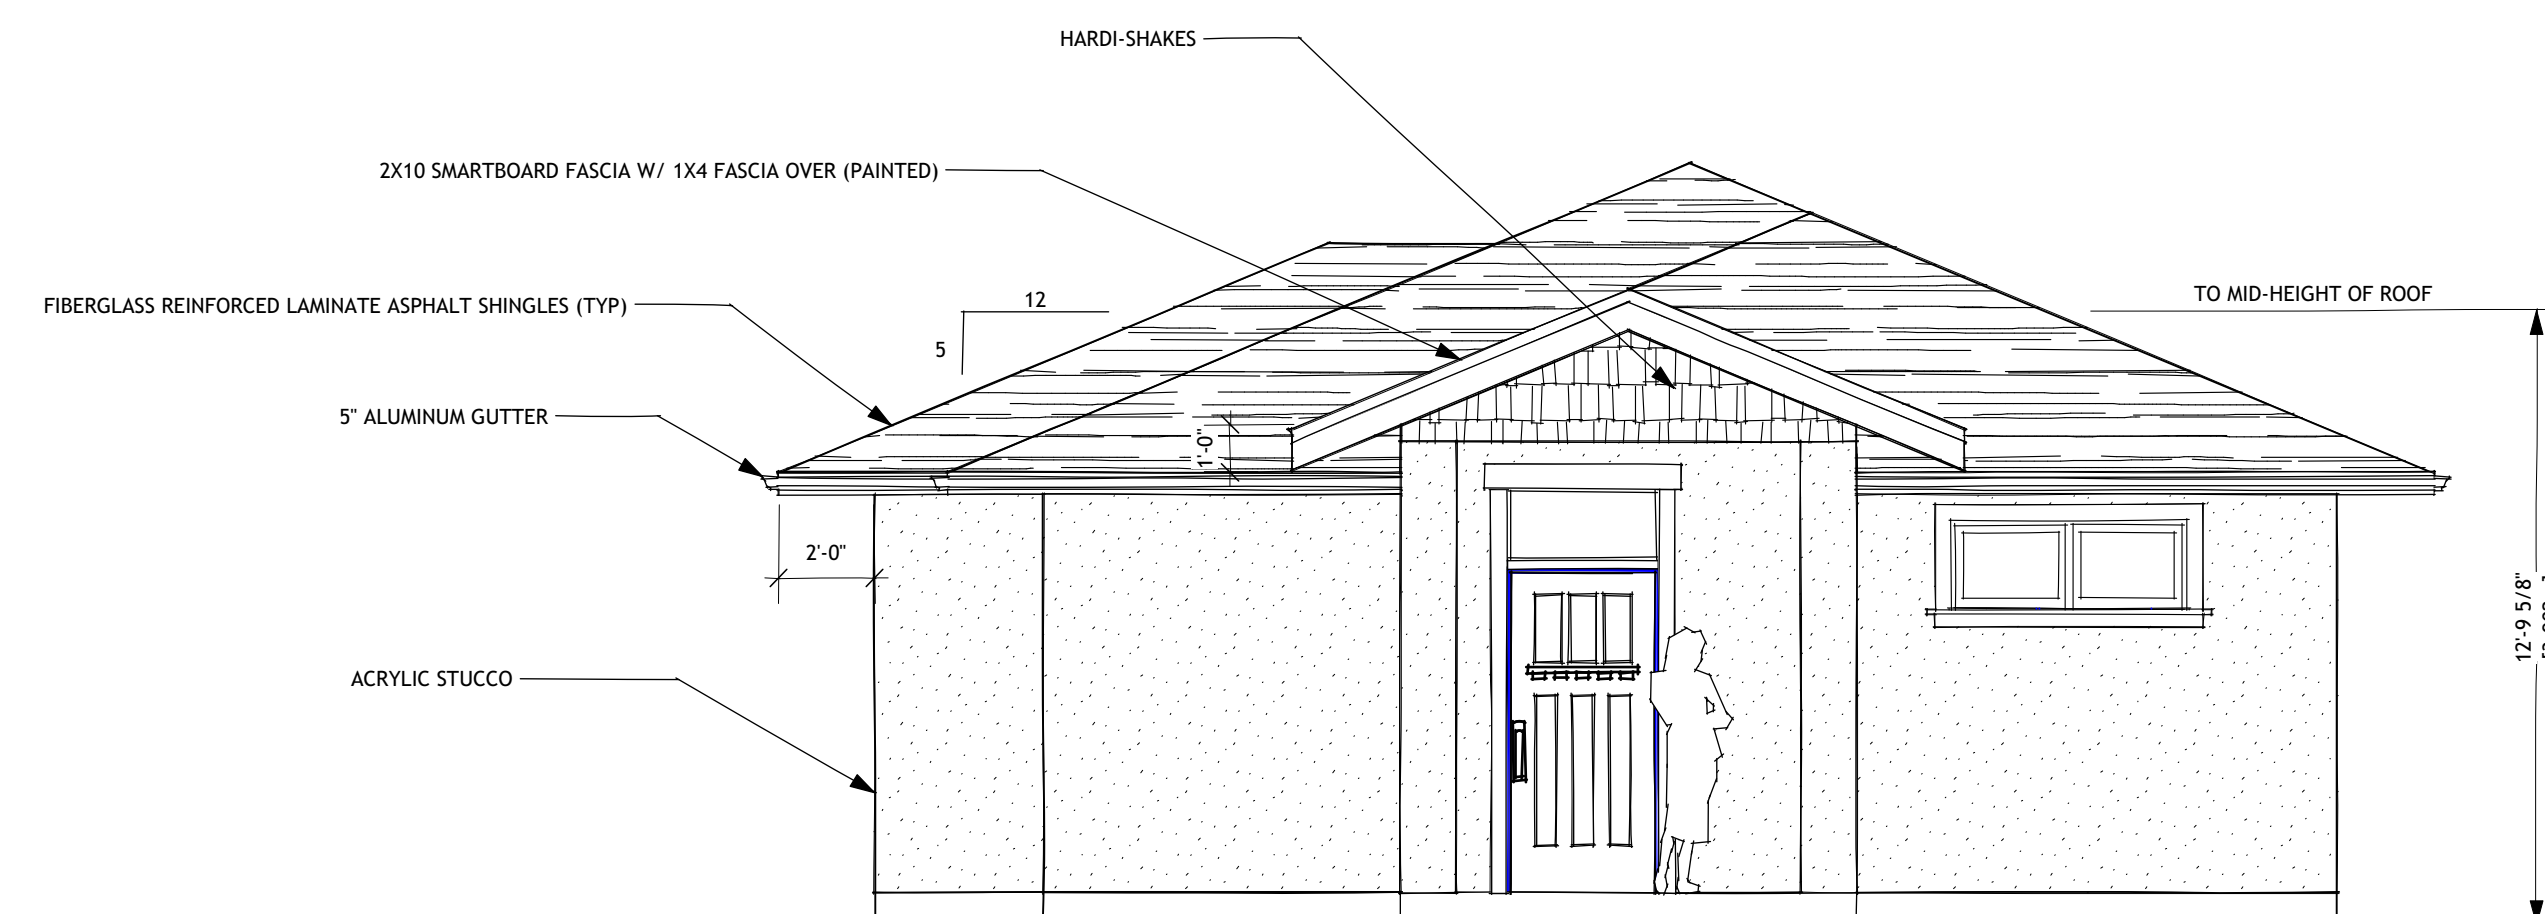 HARDI-SHAKES
2X10 SMARTBOARD FASCIA W/ 1X4 FASCIA OVER (PAINTED)
FIBERGLASS REINFORCED LAMINATE ASPHALT SHINGLES (TYP)
12
TO MID-HEIGHT OF ROOF
5
5" ALUMINUM GUTTER
1'-0"
2'-0"
12'-9 5/8"
ACRYLIC STUCCO